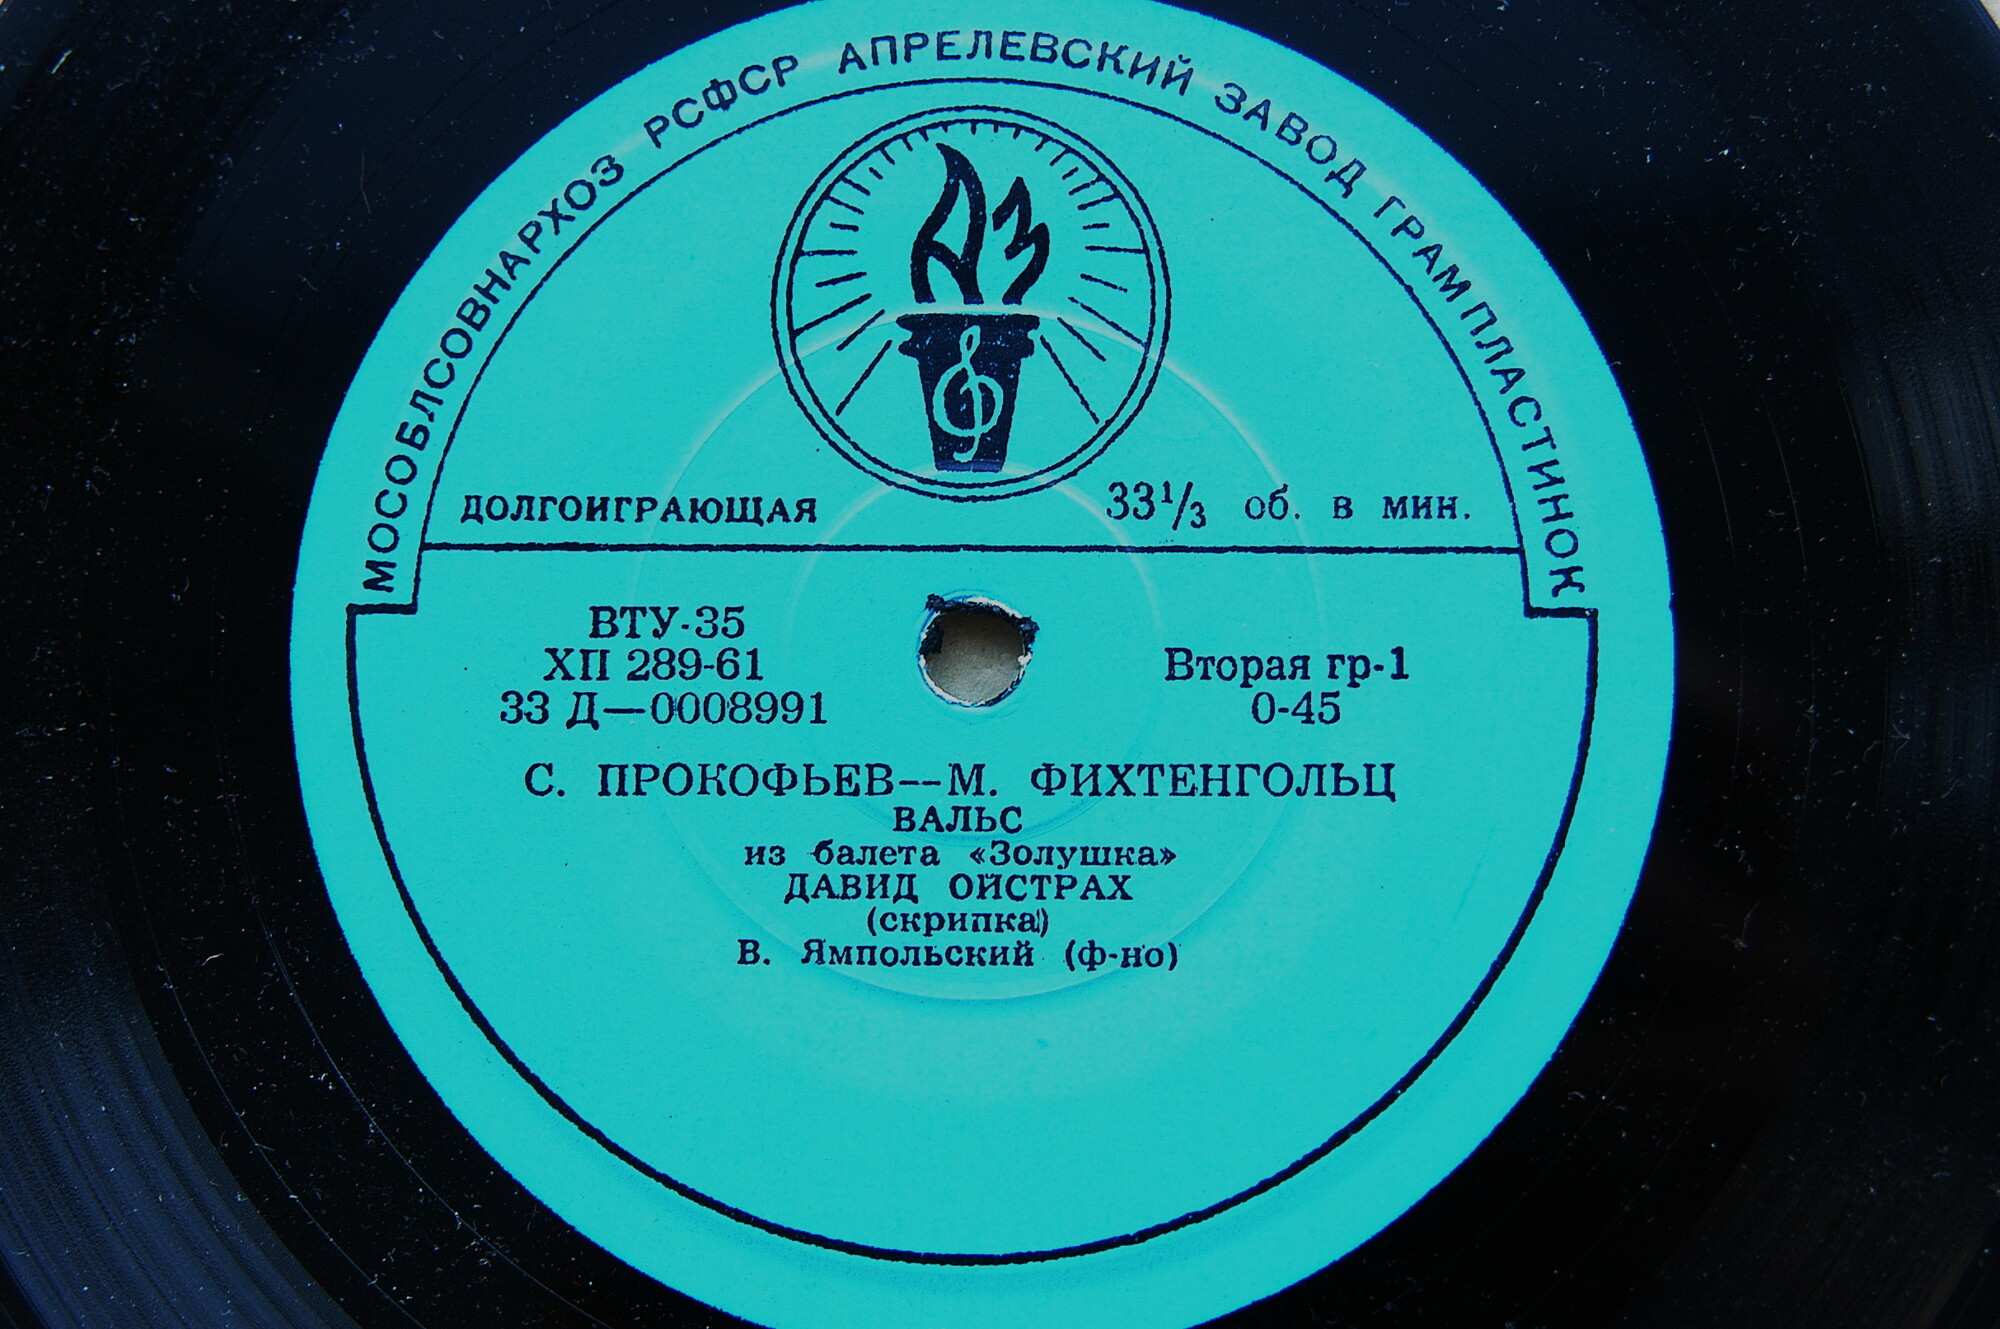 МОСОБЛСОВНАРХОЗ РСФСР АПРЕЛЕВСКИЙ ЗАВОД ГРАМПЛАСТИНОК
АЗ
ДОЛГОИГРАЮЩАЯ 33⅓ об. в мин.
ВТУ-35
ХП 289-61
33 Д—0008991
Вторая гр-1
0-45
С. ПРОКОФЬЕВ—М. ФИХТЕНГОЛЬЦ
ВАЛЬС
из балета «Золушка»
ДАВИД ОЙСТРАХ
(скрипка)
В. Ямпольский (ф-но)